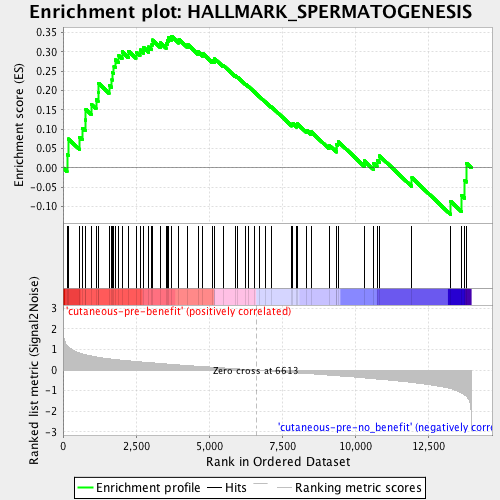 Enrichment plot: HALLMARK_SPERMATOGENESIS
Enrichment score (ES)
0.35
0.30
0.25
0.20
0.15
0.10
0.05
0.00
-0.05
-0.10
'cutaneous-pre-benefit' (positively correlated)
Ranked list metric (Signal2Noise)
3
2
1
0
-1
-2
-3
Zero cross at 6613
'cutaneous-pre-no_benefit' (negatively corre
0
2,500
5,000
7,500
10,000
12,500
Rank in Ordered Dataset
Enrichment profile
Hits
Ranking metric scores